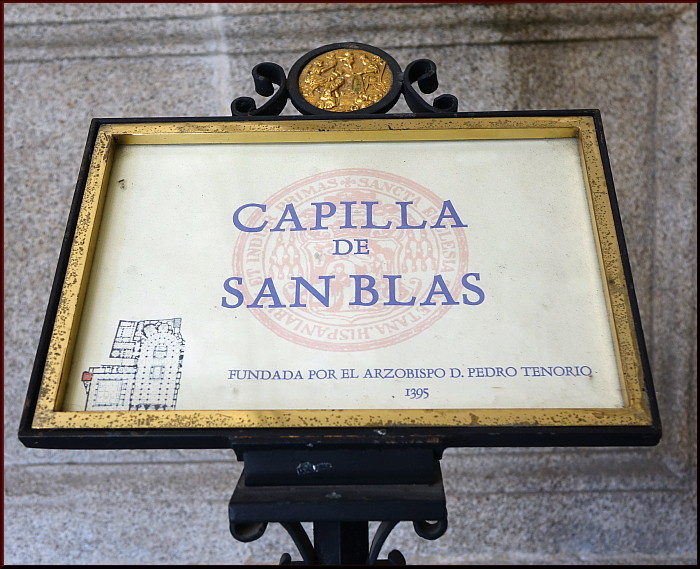 CAPILLA
DE
SAN BLAS
FUNDADA POR EL ARZOBISPO D. PEDRO TENORIO
1395